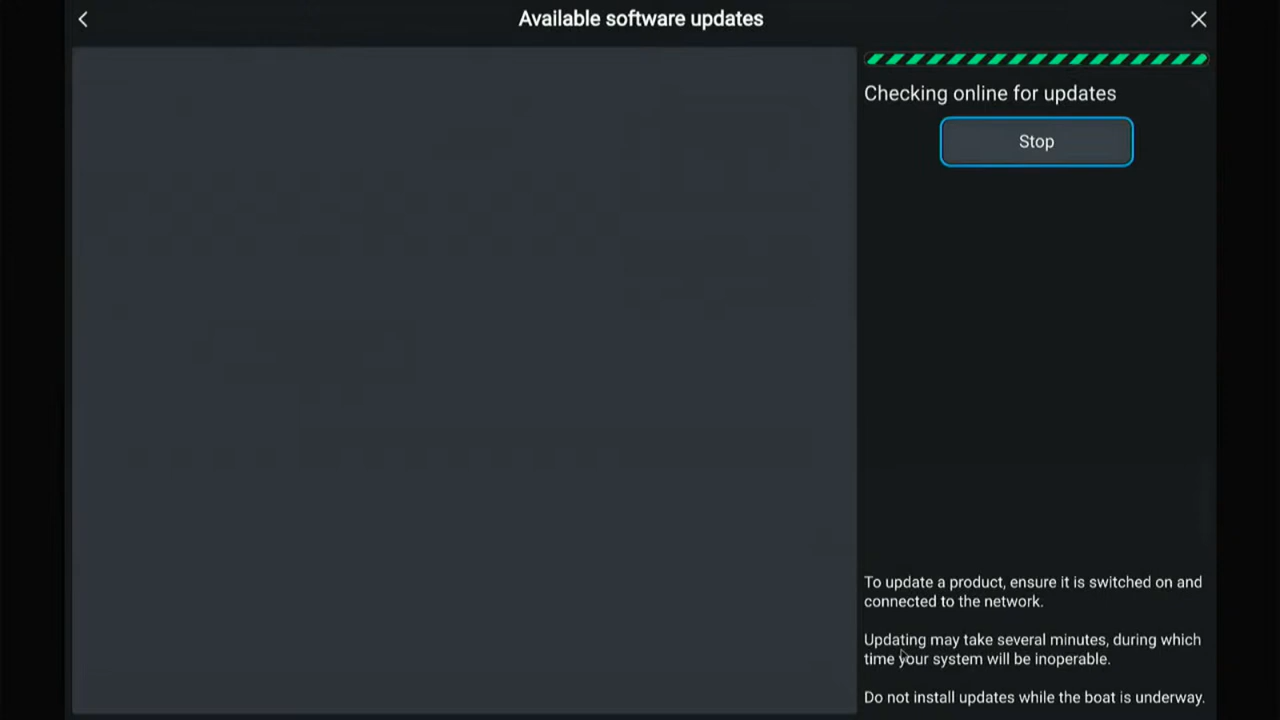 Available software updates
Checking online for updates
Stop
To update a product, ensure it is switched on and
connected to the network.
Updating may take several minutes, during which
time your system will be inoperable.
Do not install updates while the boat is underway.